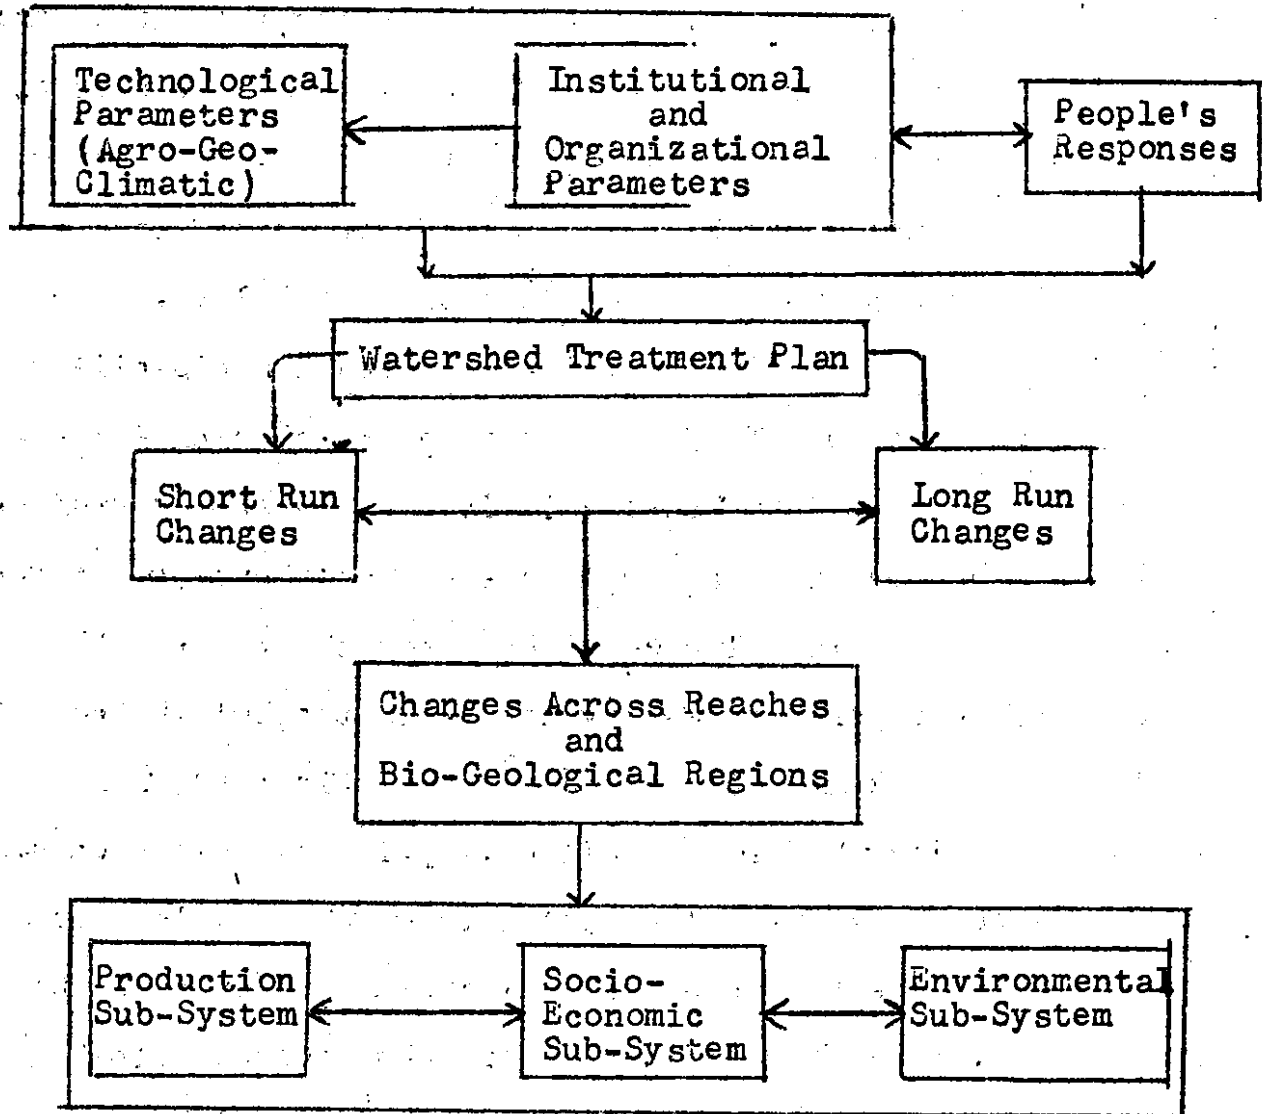 Technological
Parameters
(Agro-Geo-
Climatic)
Institutional
and
Organizational
Parameters
People's
Responses
Watershed Treatment Plan
Short Run
Changes
Long Run
Changes
Changes Across Reaches
and
Bio-Geological Regions
Production
Sub-System
Socio-
Economic
Sub-System
Environmental
Sub-System